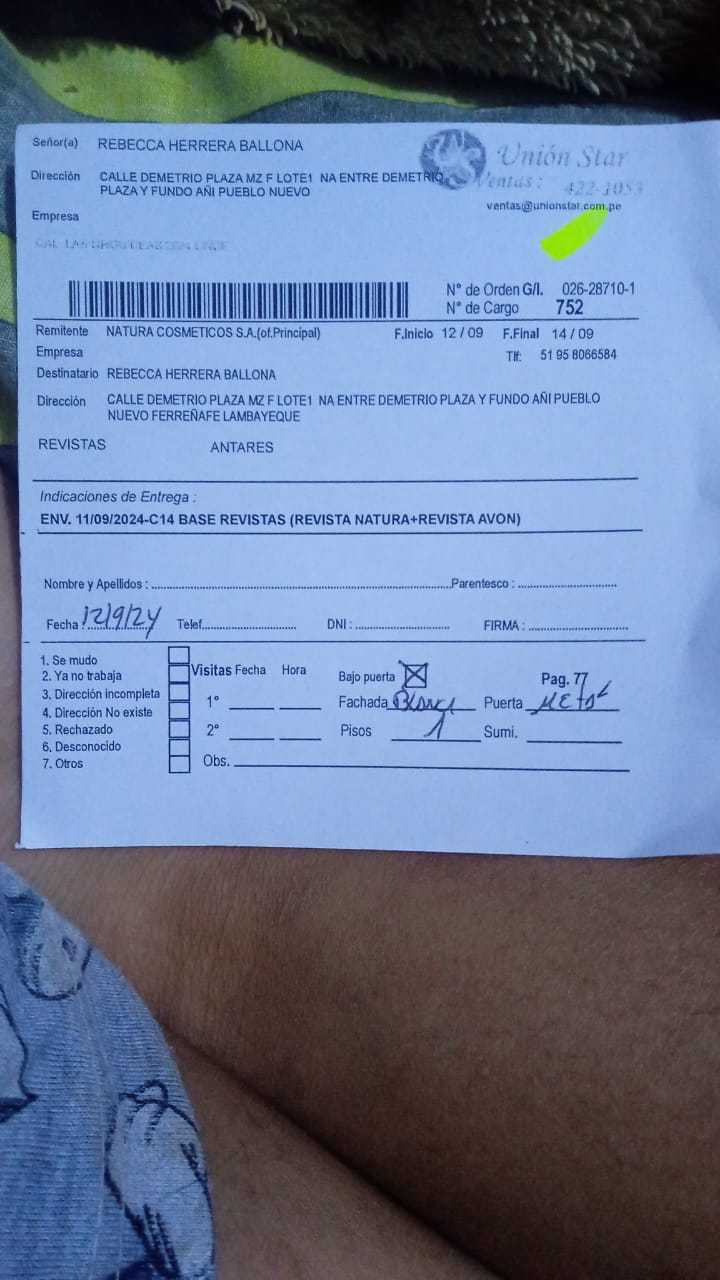 Señor(a) REBECCA HERRERA BALLONA
Unión Star
Dirección CALLE DEMETRIO PLAZA MZ F LOTE1 NA ENTRE DEMETRIO
PLAZA Y FUNDO AÑI PUEBLO NUEVO
Ventas: 422-1053
ventas@unionstar.com.pe
Empresa
N° de Orden G/I. 026-28710-1
N° de Cargo 752
Remitente NATURA COSMETICOS S.A.(of.Principal) F.Inicio 12 / 09 F.Final 14 / 09
Empresa Tlf: 51 95 8066584
Destinatario REBECCA HERRERA BALLONA
Dirección CALLE DEMETRIO PLAZA MZ F LOTE1 NA ENTRE DEMETRIO PLAZA Y FUNDO AÑI PUEBLO
NUEVO FERREÑAFE LAMBAYEQUE
REVISTAS ANTARES
Indicaciones de Entrega :
ENV. 11/09/2024-C14 BASE REVISTAS (REVISTA NATURA+REVISTA AVON)
Nombre y Apellidos : Parentesco :
Fecha 12/9/24 Telef. DNI : FIRMA :
1. Se mudo
2. Ya no trabaja
3. Dirección incompleta
4. Dirección No existe
5. Rechazado
6. Desconocido
7. Otros
Visitas Fecha Hora
1°
2°
Obs.
Bajo puerta Pag. 77
Fachada Blanca Puerta METAL
Pisos 1 Sumi.